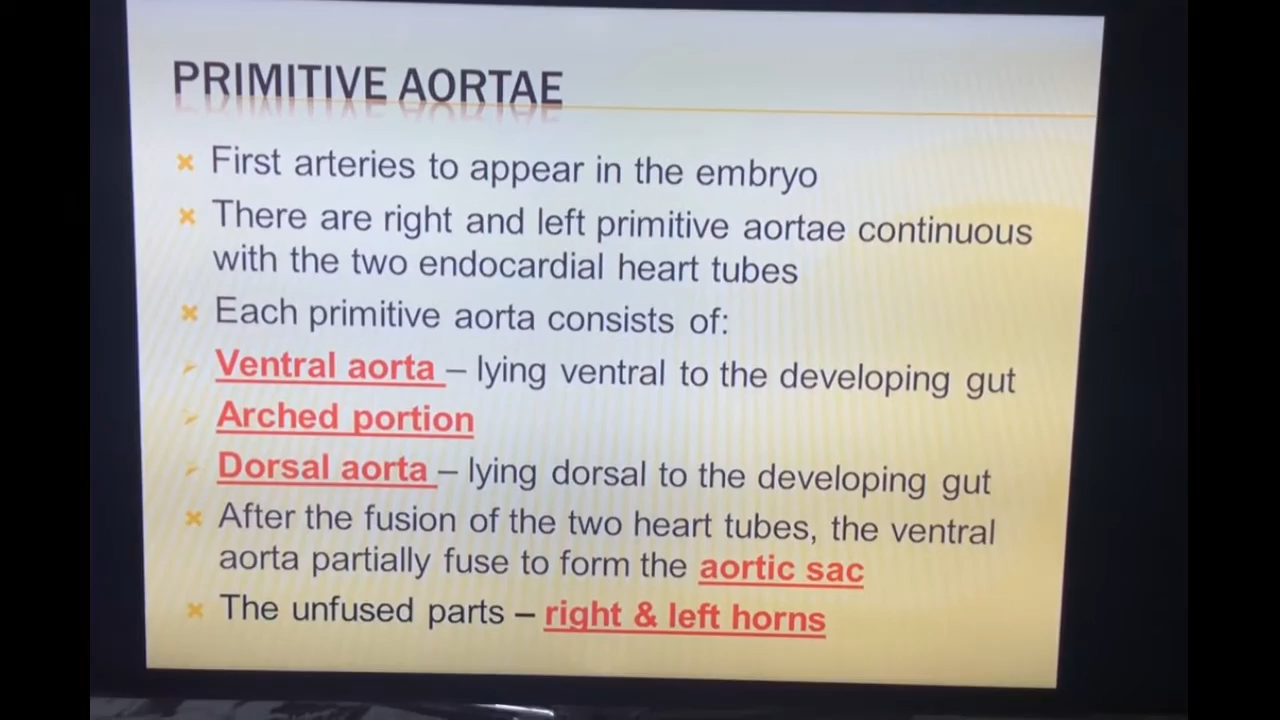 PRIMITIVE AORTAE
First arteries to appear in the embryo
There are right and left primitive aortae continuous
with the two endocardial heart tubes
Each primitive aorta consists of:
Ventral aorta – lying ventral to the developing gut
Arched portion
Dorsal aorta – lying dorsal to the developing gut
After the fusion of the two heart tubes, the ventral
aorta partially fuse to form the aortic sac
The unfused parts – right & left horns